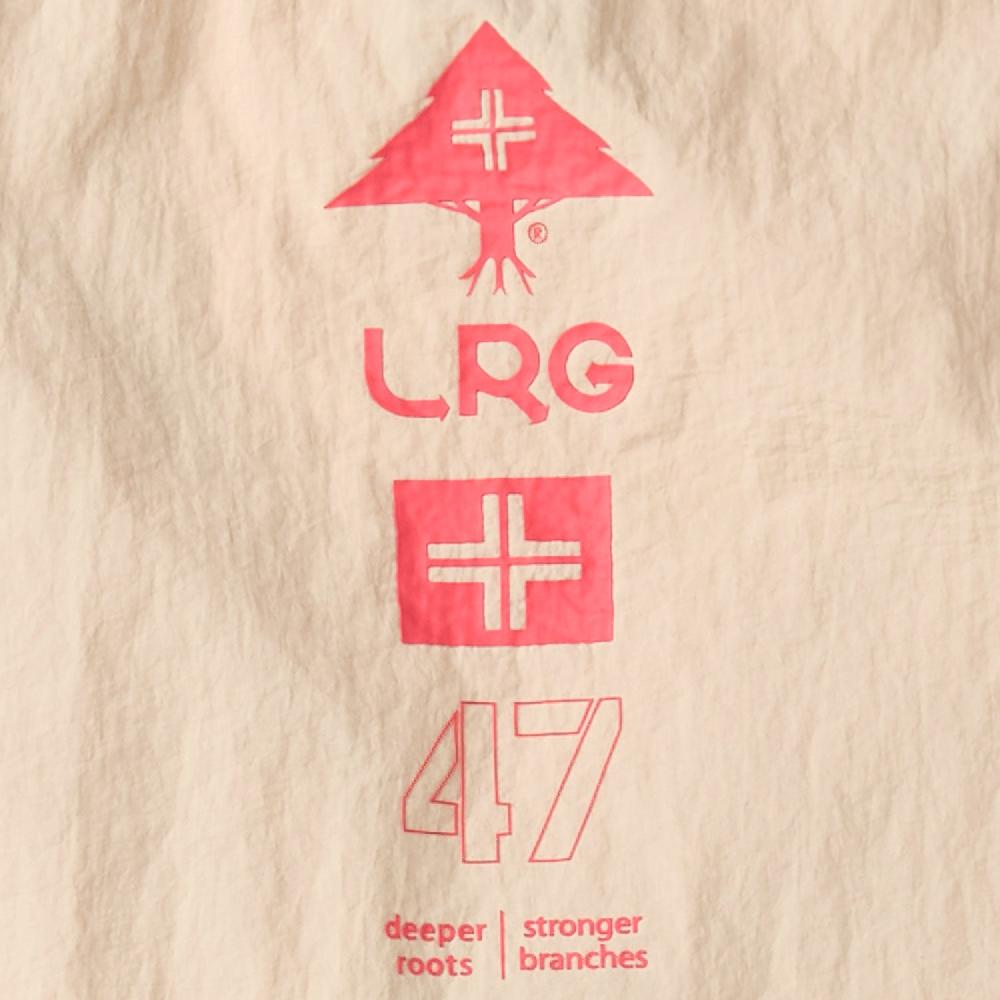 ®
LRG
47
deeper roots | stronger branches